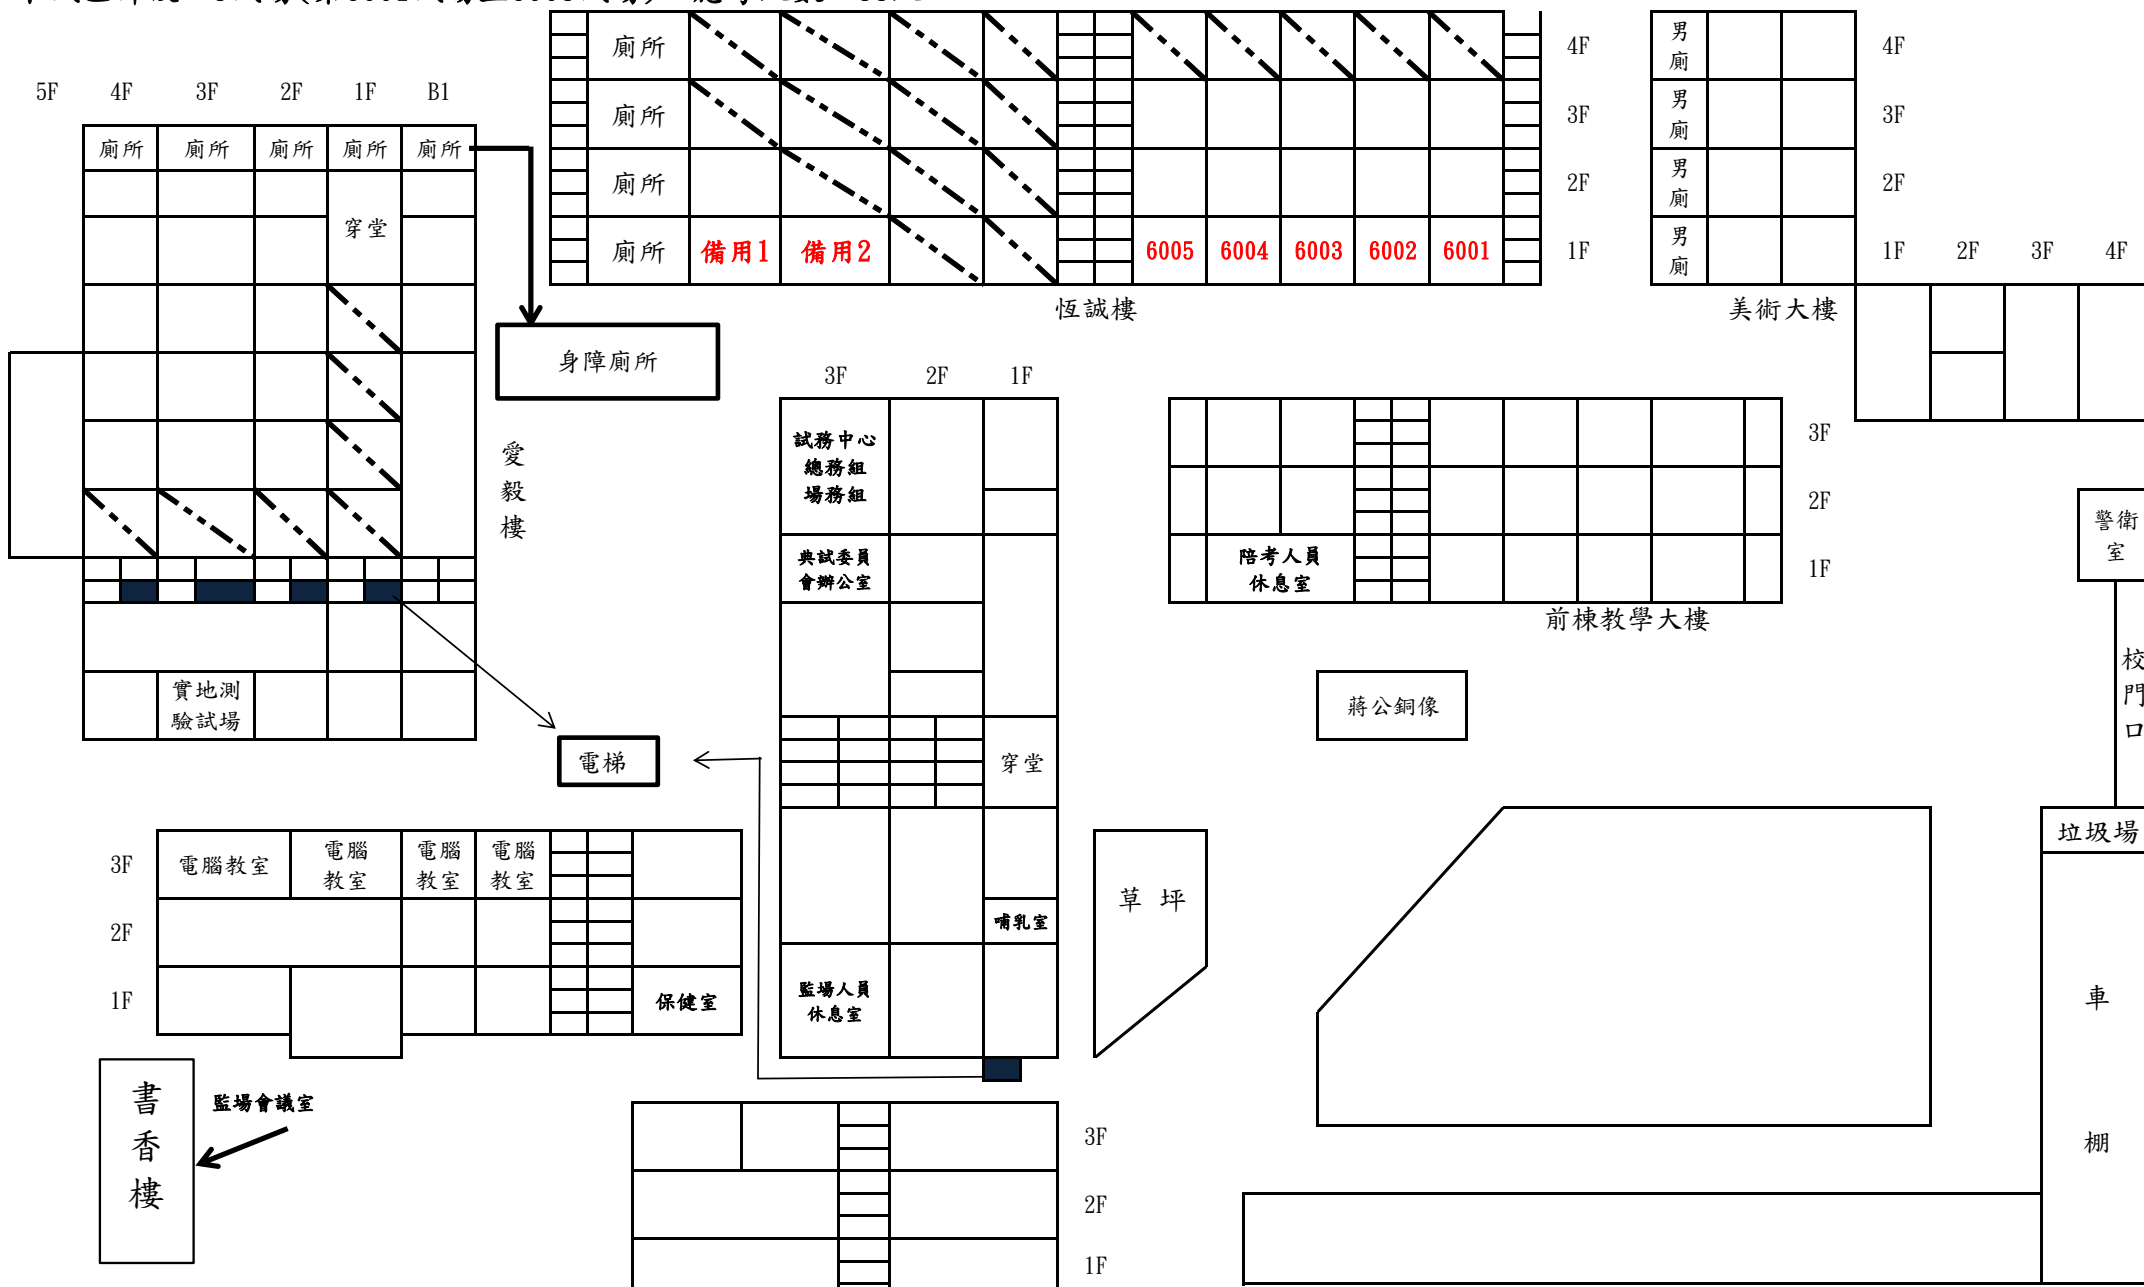 廁所
4F
男
廁
4F
5F 4F 3F 2F 1F B1
廁所
3F
男
廁
3F
廁所 廁所 廁所 廁所 廁所
廁所
2F
男
廁
2F
穿堂
廁所 備用1 備用2 6005 6004 6003 6002 6001 1F
男
廁
1F 2F 3F 4F
恆誠樓
美術大樓
身障廁所
3F 2F 1F
愛
毅
樓
試務中心
總務組
場務組
3F
2F
警衛
室
典試委員
會辦公室
陪考人員
休息室
1F
前棟教學大樓
校
門
口
實地測
驗試場
蔣公銅像
電梯
穿堂
垃圾場
3F
電腦教室
電腦
教室
電腦
教室
電腦
教室
草 坪
2F
哺乳室
1F
保健室
監場人員
休息室
車
棚
書
香
樓
監場會議室
3F
2F
1F